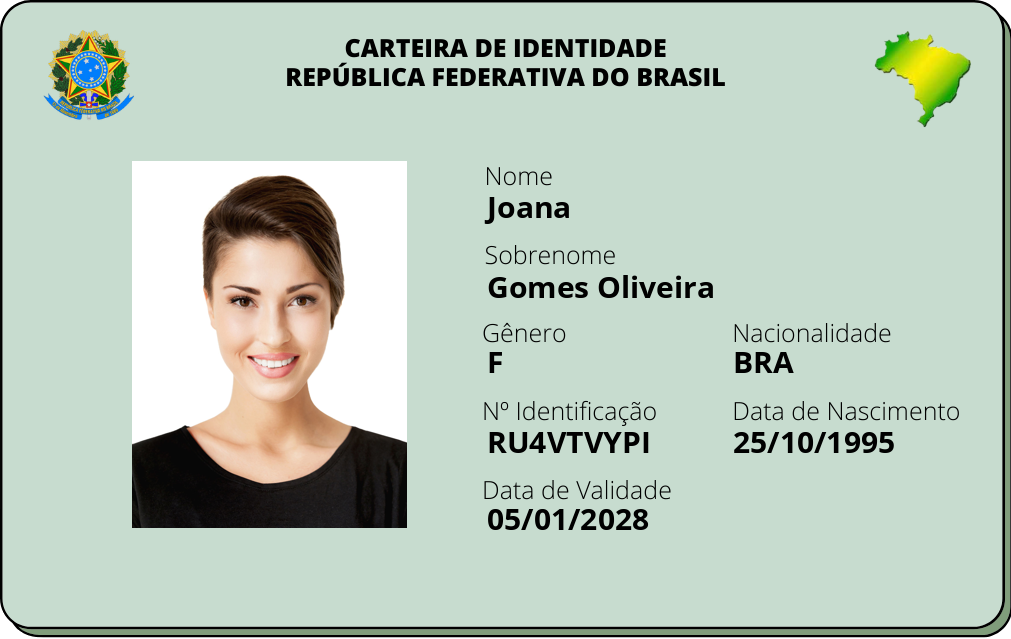 CARTEIRA DE IDENTIDADE
REPÚBLICA FEDERATIVA DO BRASIL
Nome
Joana
Sobrenome
Gomes Oliveira
Gênero
F
Nacionalidade
BRA
Nº Identificação
RU4VTVYPI
Data de Nascimento
25/10/1995
Data de Validade
05/01/2028